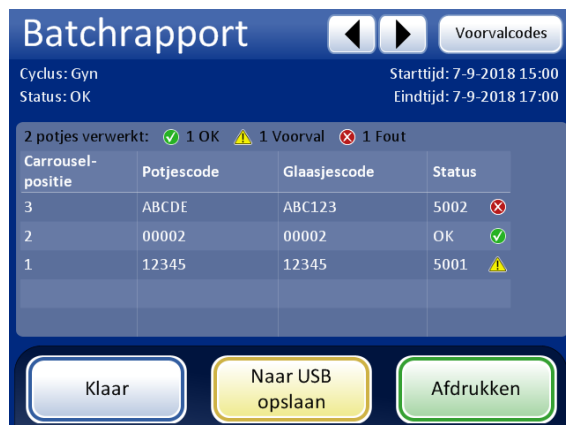 Batchrapport
Voorvalcodes
Cyclus: Gyn
Starttijd: 7-9-2018 15:00
Status: OK
Eindtijd: 7-9-2018 17:00
2 potjes verwerkt: 1 OK 1 Voorval 1 Fout
Carrousel-
positie Potjescode Glaasjescode Status
3 ABCDE ABC123 5002
2 00002 00002 OK
1 12345 12345 5001
Klaar
Naar USB
opslaan
Afdrukken